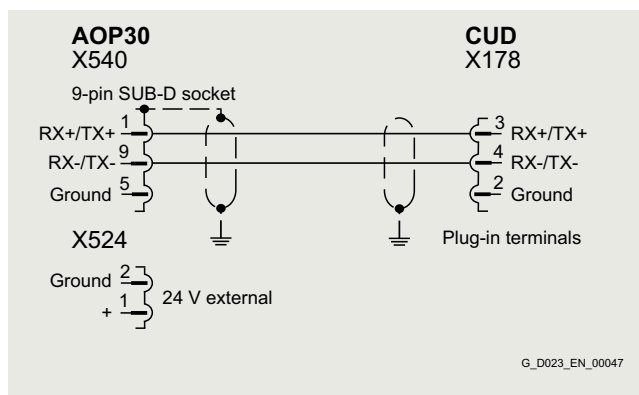 AOP30 CUD
X540 X178
9-pin SUB-D socket
RX+/TX+ 1 3 RX+/TX+
RX-/TX- 9 4 RX-/TX-
Ground 5 2 Ground
X524 Plug-in terminals
Ground 2
24 V external
+ 1
G_D023_EN_00047